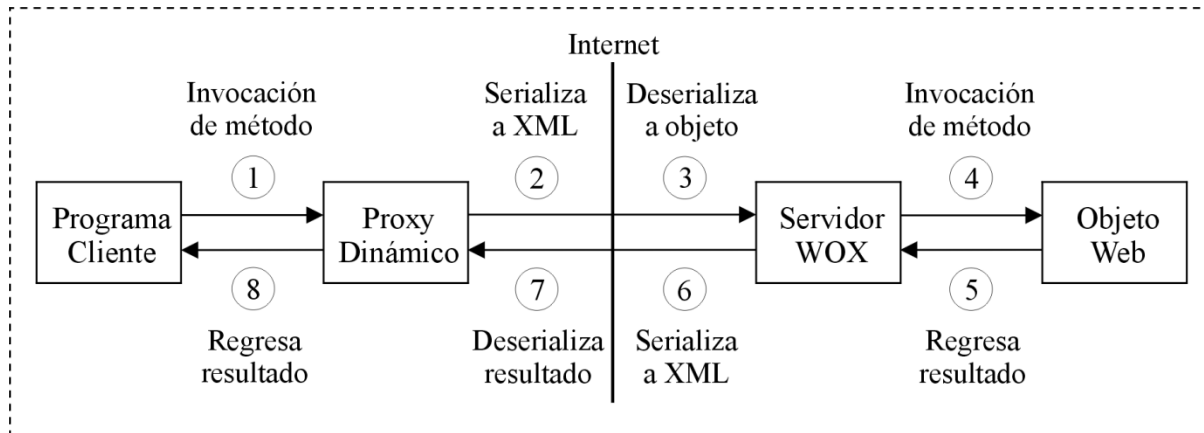 Internet
Invocación
de método
Serializa
a XML
Deserializa
a objeto
Invocación
de método
1
2
3
4
Programa
Cliente
Proxy
Dinámico
Servidor
WOX
Objeto
Web
8
7
6
5
Regresa
resultado
Deserializa
resultado
Serializa
a XML
Regresa
resultado